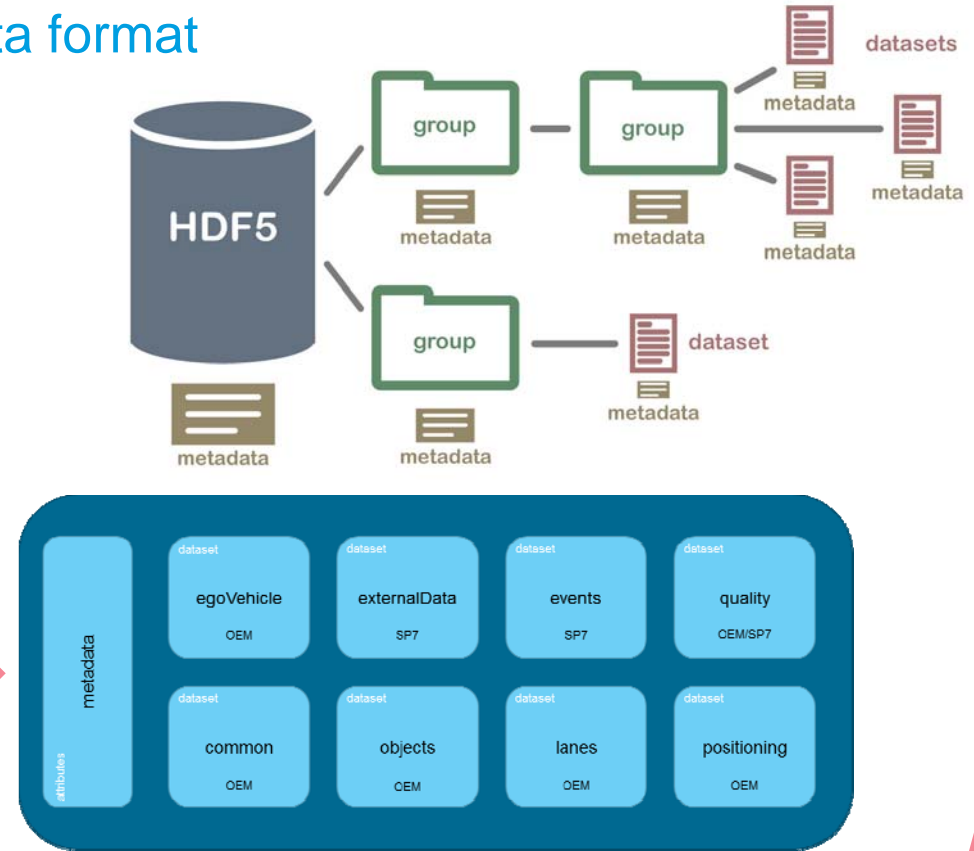 ta format
datasets
metadata
group
group
metadata
HDF5
metadata
metadata
metadata
group
dataset
metadata
metadata
metadata
metadata
attributes
dataset
egoVehicle
OEM
dataset
externalData
SP7
dataset
events
SP7
dataset
quality
OEM/SP7
dataset
common
OEM
dataset
objects
OEM
dataset
lanes
OEM
dataset
positioning
OEM